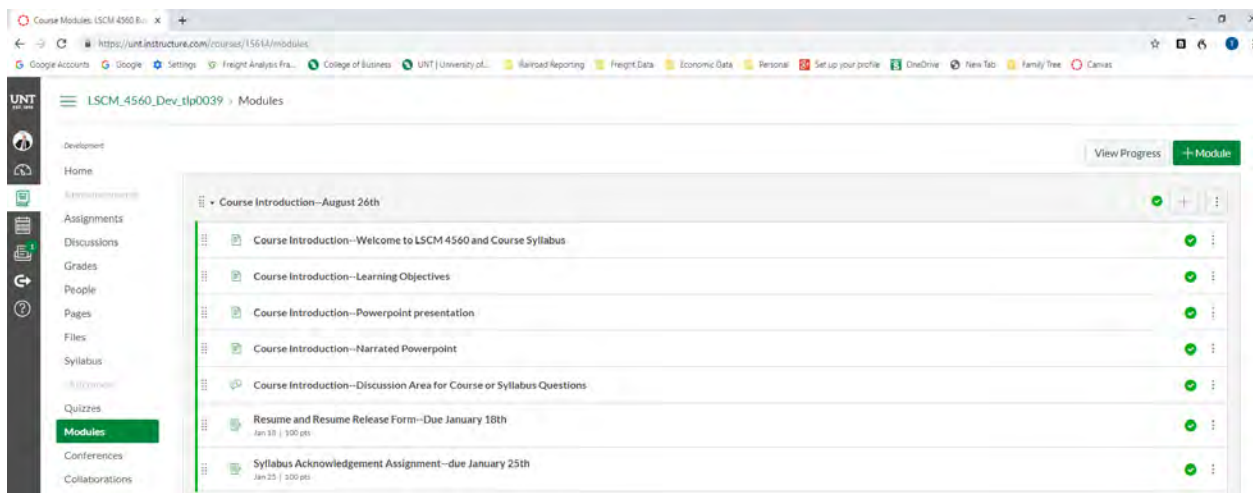 Course Modules: LSCM 4560
https://unt.instructure.com/courses/15614/modules
Google Accounts Google Settings Freight Analysis Fra... College of Business UNT | University of... Railroad Reporting Freight Data Economic Data Personal Set up your profile OneDrive New Tab Family Tree Canvas
UNT
LSCM_4560_Dev_tlp0039 > Modules
Development
View Progress
+ Module
Home
Announcements
Assignments
Discussions
Grades
People
Pages
Files
Syllabus
Outcomes
Quizzes
Modules
Conferences
Collaborations
1
Course Introduction--August 26th
Course Introduction--Welcome to LSCM 4560 and Course Syllabus
Course Introduction--Learning Objectives
Course Introduction--Powerpoint presentation
Course Introduction--Narrated Powerpoint
Course Introduction--Discussion Area for Course or Syllabus Questions
Resume and Resume Release Form--Due January 18th
Jan 18 | 100 pts
Syllabus Acknowledgement Assignment--due January 25th
Jan 25 | 100 pts